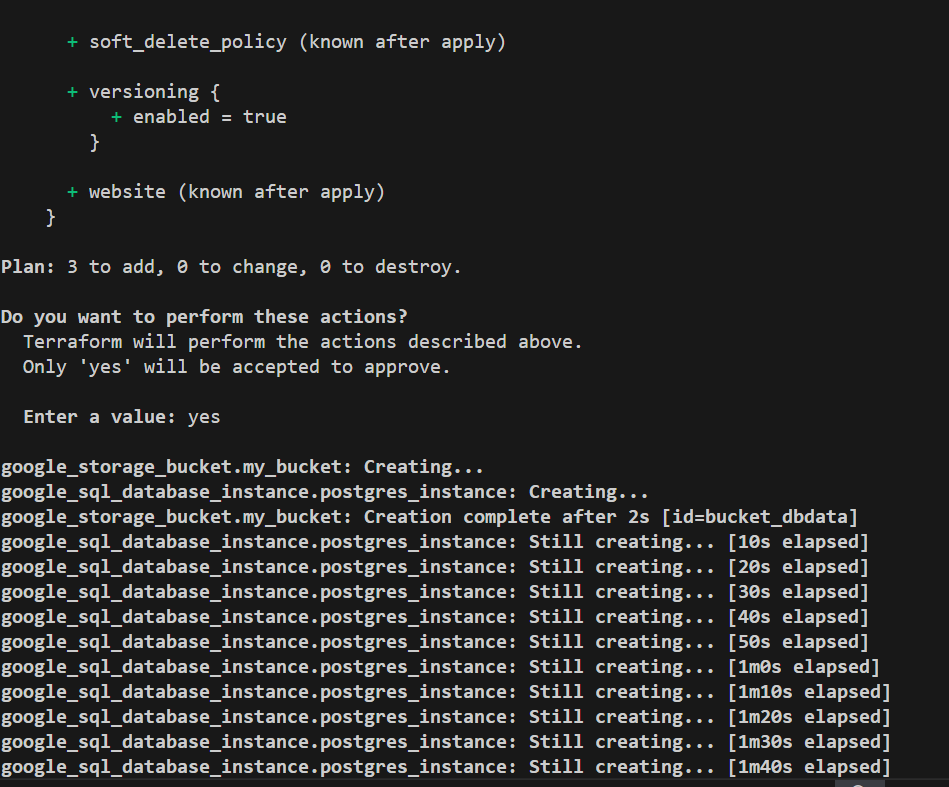 + soft_delete_policy (known after apply)
+ versioning {
+ enabled = true
}
+ website (known after apply)
}
Plan: 3 to add, 0 to change, 0 to destroy.
Do you want to perform these actions?
Terraform will perform the actions described above.
Only 'yes' will be accepted to approve.
Enter a value: yes
google_storage_bucket.my_bucket: Creating...
google_sql_database_instance.postgres_instance: Creating...
google_storage_bucket.my_bucket: Creation complete after 2s [id=bucket_dbdata]
google_sql_database_instance.postgres_instance: Still creating... [10s elapsed]
google_sql_database_instance.postgres_instance: Still creating... [20s elapsed]
google_sql_database_instance.postgres_instance: Still creating... [30s elapsed]
google_sql_database_instance.postgres_instance: Still creating... [40s elapsed]
google_sql_database_instance.postgres_instance: Still creating... [50s elapsed]
google_sql_database_instance.postgres_instance: Still creating... [1m0s elapsed]
google_sql_database_instance.postgres_instance: Still creating... [1m10s elapsed]
google_sql_database_instance.postgres_instance: Still creating... [1m20s elapsed]
google_sql_database_instance.postgres_instance: Still creating... [1m30s elapsed]
google_sql_database_instance.postgres_instance: Still creating... [1m40s elapsed]